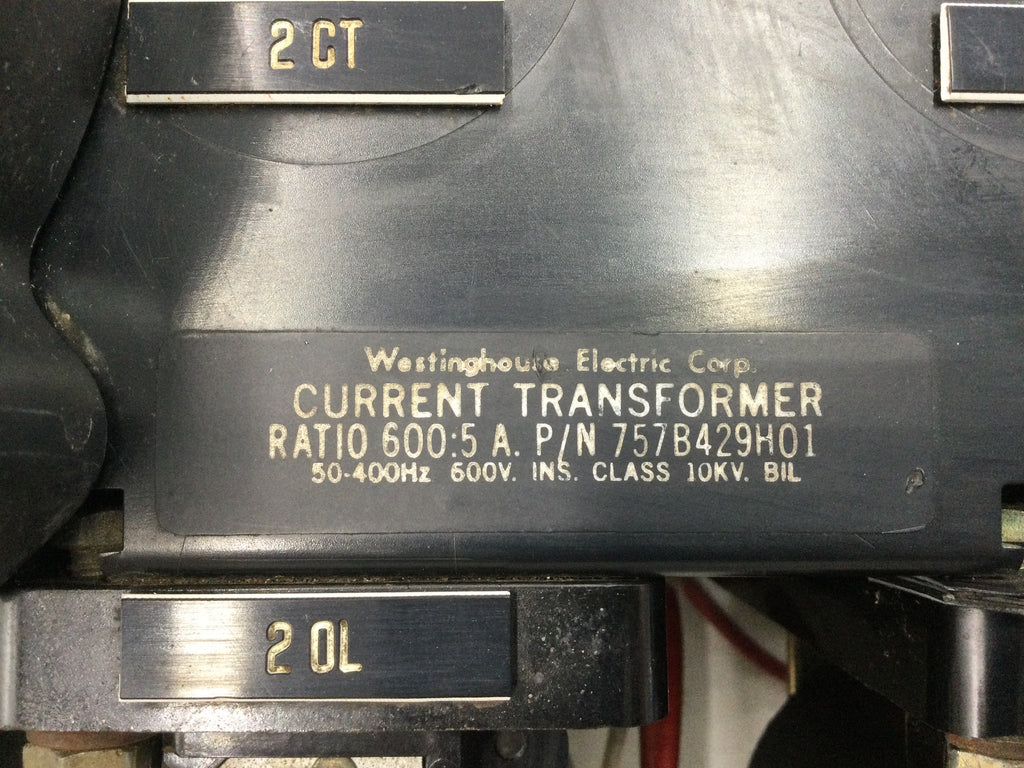 2 CT
Westinghouse Electric Corp.
CURRENT TRANSFORMER
RATIO 600:5 A. P/N 757B429H01
50-400Hz 600V. INS. CLASS 10KV. BIL
2 OL